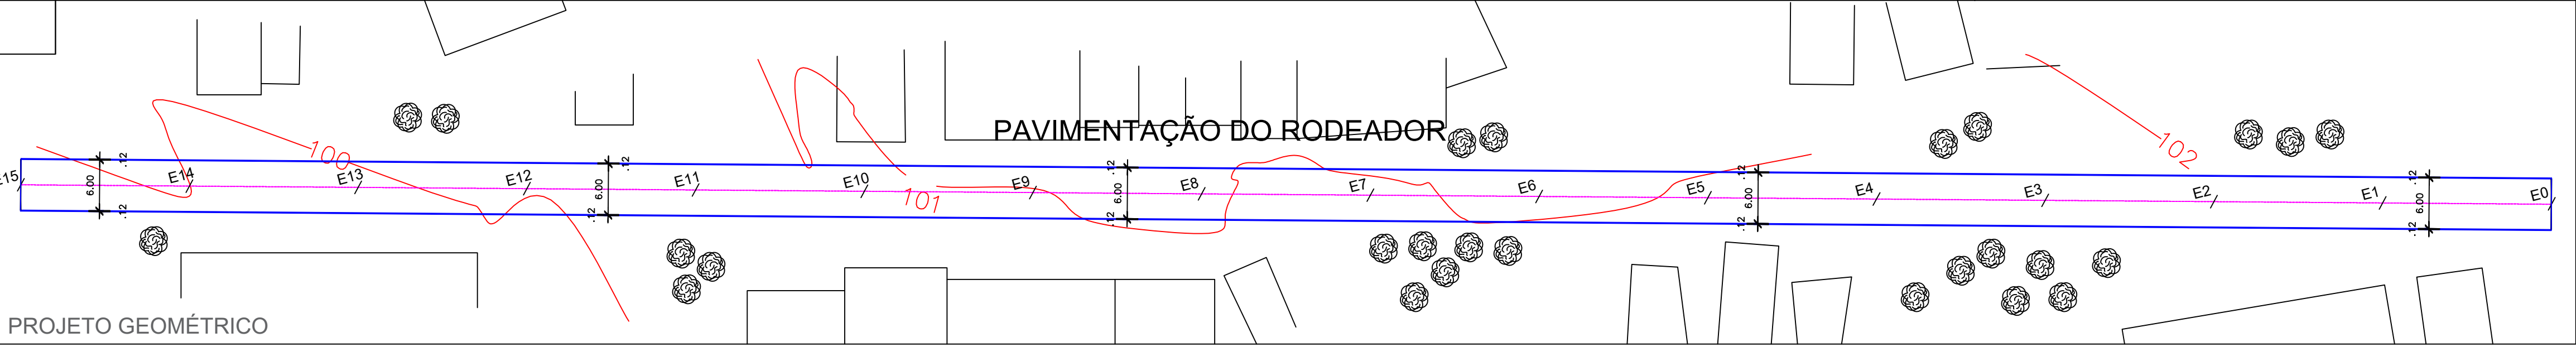 PAVIMENTAÇÃO DO RODEADOR
100
101
102
E15
E14
E13
E12
E11
E10
E9
E8
E7
E6
E5
E4
E3
E2
E1
E0
.12
6.00
.12
.12
6.00
.12
.12
6.00
.12
.12
6.00
.12
.12
6.00
.12
PROJETO GEOMÉTRICO